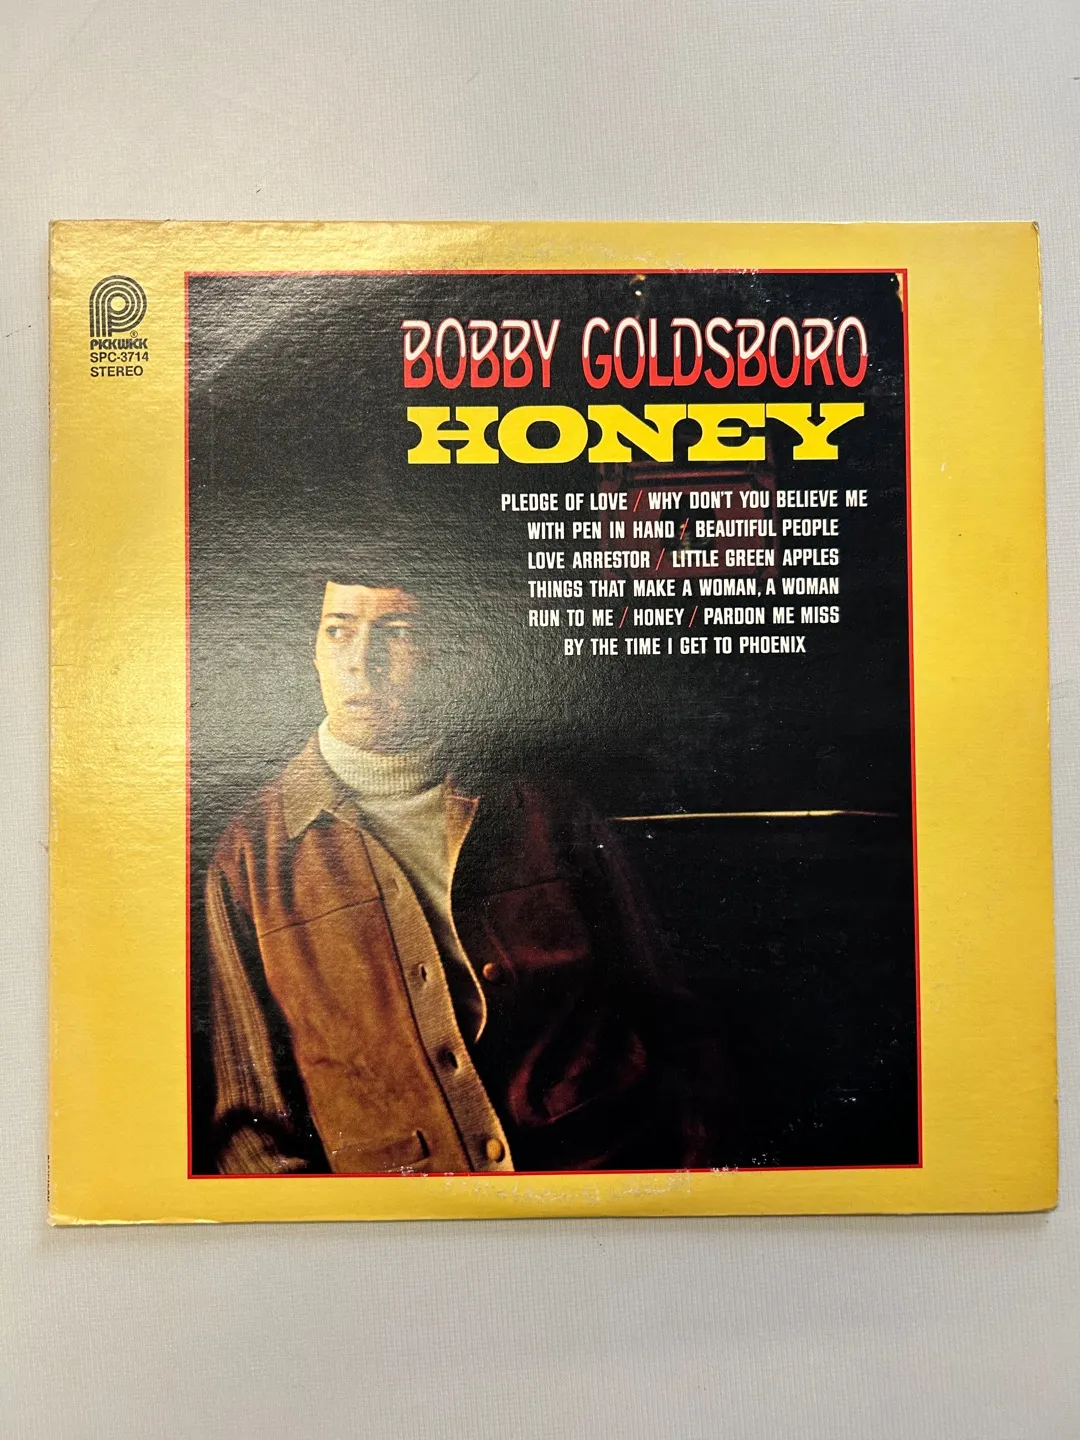 PICKWICK®
SPC-3714
STEREO
BOBBY GOLDSBORO
HONEY
PLEDGE OF LOVE / WHY DON'T YOU BELIEVE ME
WITH PEN IN HAND / BEAUTIFUL PEOPLE
LOVE ARRESTOR / LITTLE GREEN APPLES
THINGS THAT MAKE A WOMAN, A WOMAN
RUN TO ME / HONEY / PARDON ME MISS
BY THE TIME I GET TO PHOENIX